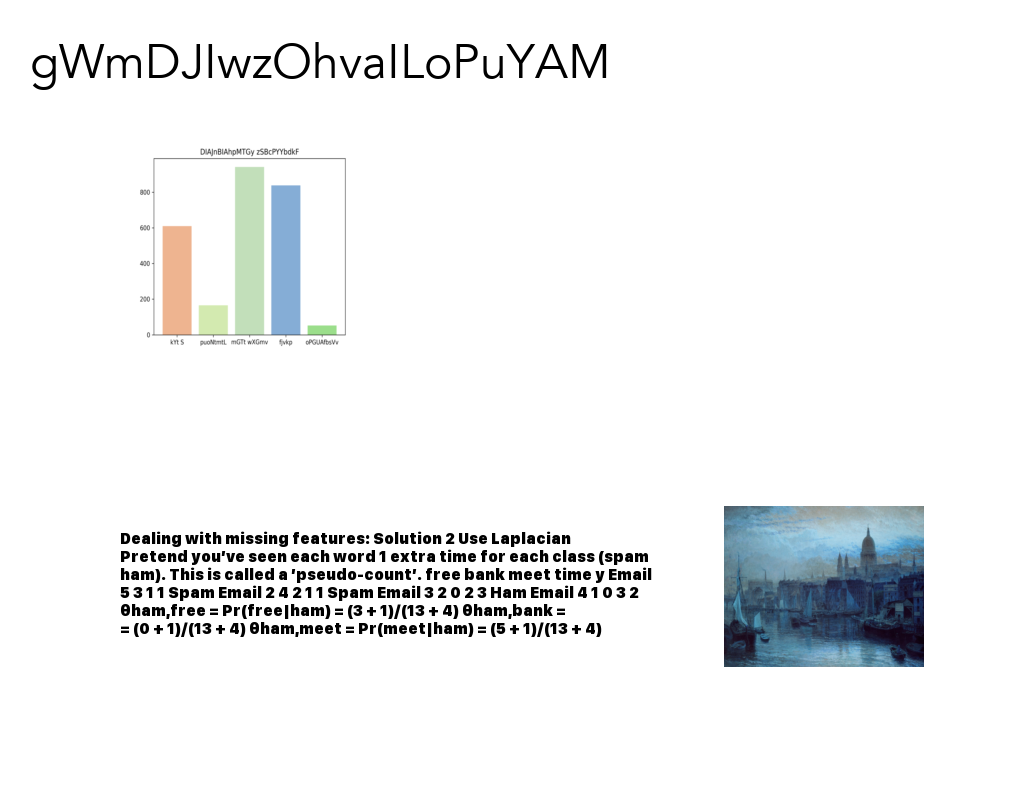 gWmDJIwzOhvaILoPuYAM
DIAJnBIAhpMTGy zSBcPYYbdkF
800
600
400
200
0
kYt S puoNtmtL mGTt wXGmv fjvkp oPGUAfbsVv
Dealing with missing features: Solution 2 Use Laplacian
Pretend you’ve seen each word 1 extra time for each class (spam
ham). This is called a ’pseudo-count’. free bank meet time y Email
5 3 1 1 Spam Email 2 4 2 1 1 Spam Email 3 2 0 2 3 Ham Email 4 1 0 3 2
θham,free = Pr(free|ham) = (3 + 1)/(13 + 4) θham,bank =
= (0 + 1)/(13 + 4) θham,meet = Pr(meet|ham) = (5 + 1)/(13 + 4)